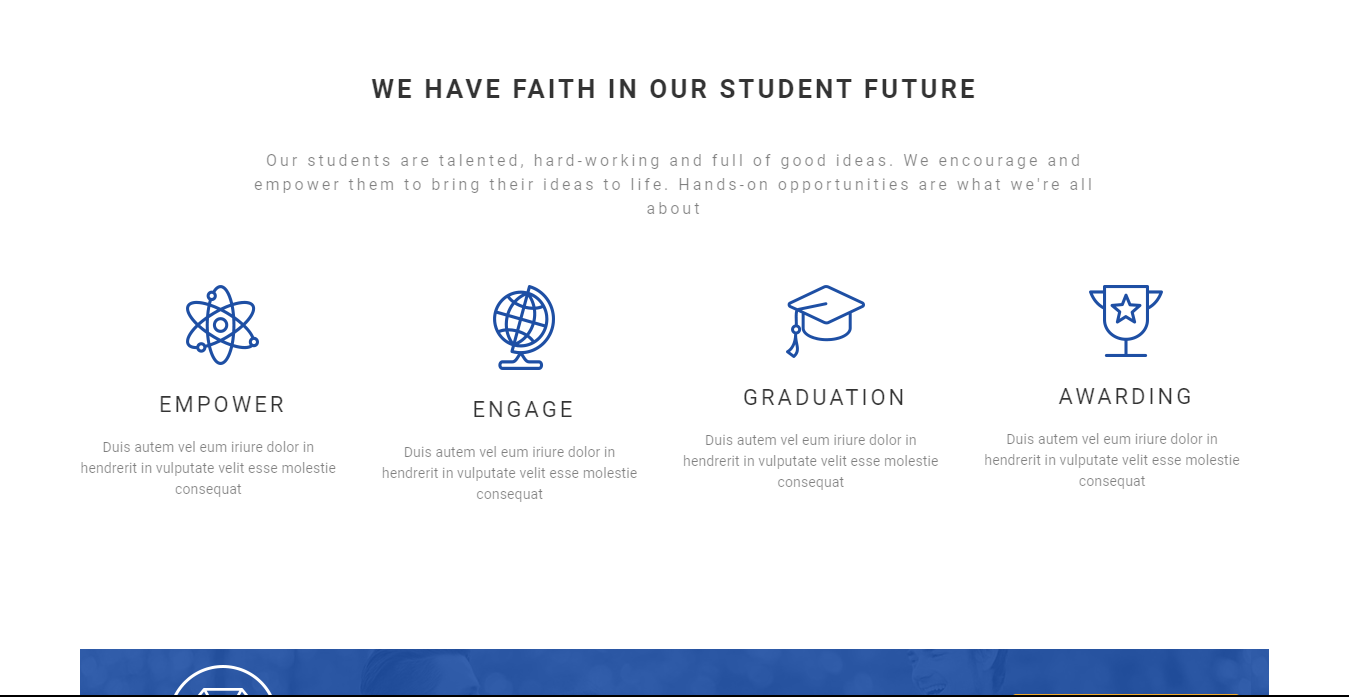 WE HAVE FAITH IN OUR STUDENT FUTURE
Our students are talented, hard-working and full of good ideas. We encourage and
empower them to bring their ideas to life. Hands-on opportunities are what we're all
about
EMPOWER
Duis autem vel eum iriure dolor in
hendrerit in vulputate velit esse molestie
consequat
ENGAGE
Duis autem vel eum iriure dolor in
hendrerit in vulputate velit esse molestie
consequat
GRADUATION
Duis autem vel eum iriure dolor in
hendrerit in vulputate velit esse molestie
consequat
AWARDING
Duis autem vel eum iriure dolor in
hendrerit in vulputate velit esse molestie
consequat